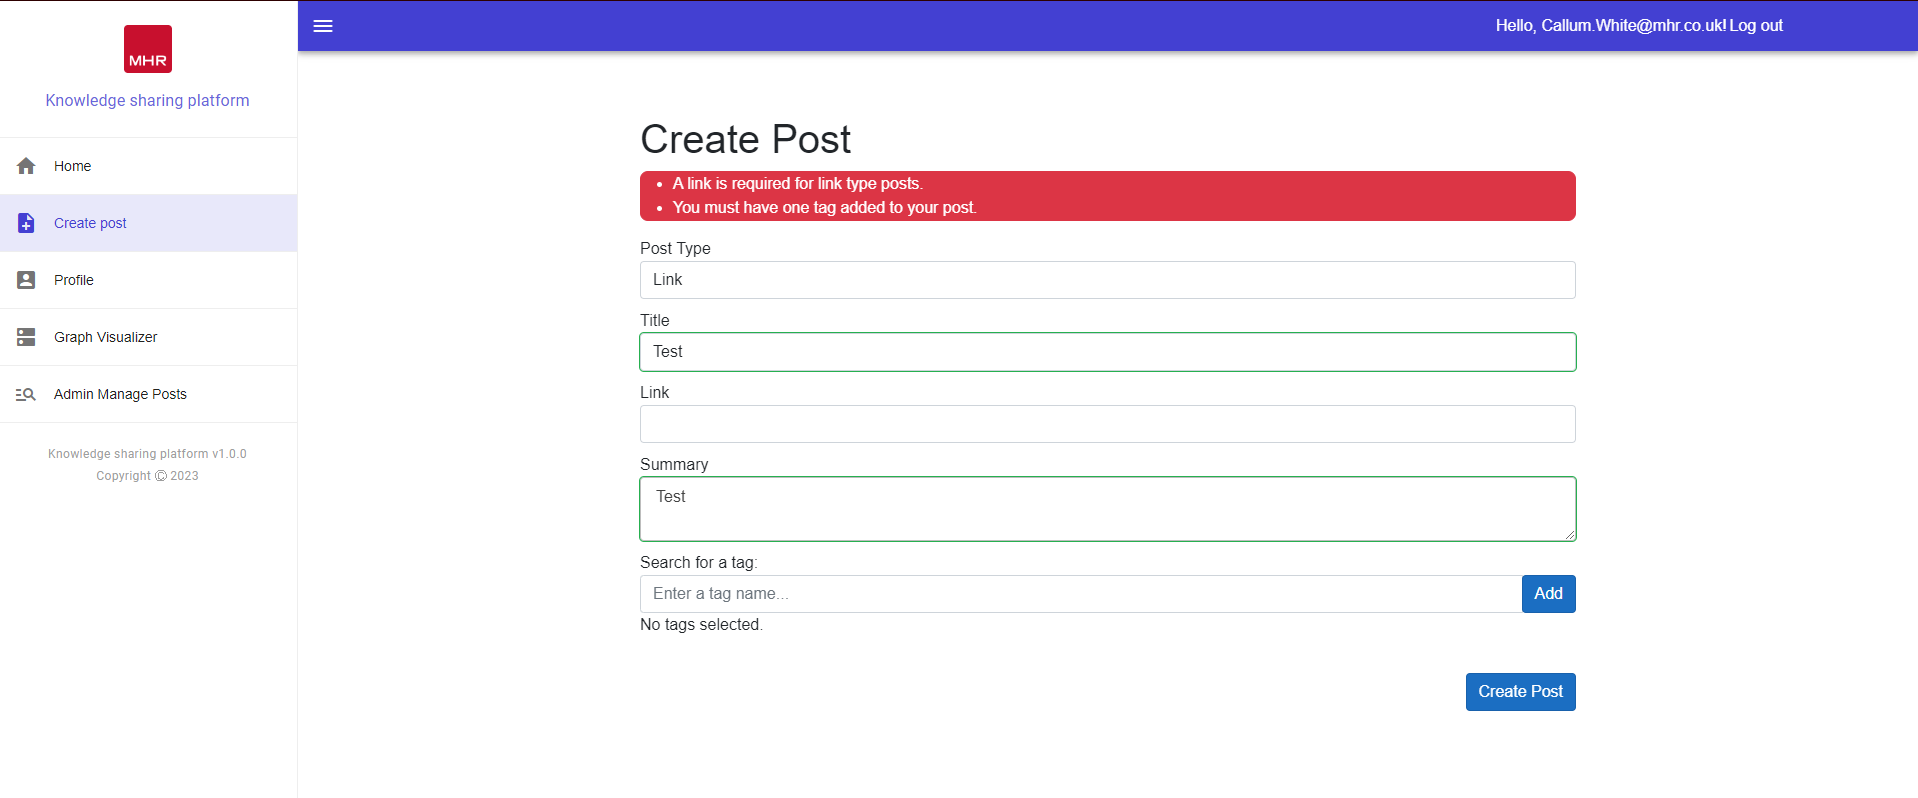 MHR
Knowledge sharing platform
Home
Create post
Profile
Graph Visualizer
Admin Manage Posts
Knowledge sharing platform v1.0.0
Copyright © 2023
Hello, Callum.White@mhr.co.uk! Log out
Create Post
• A link is required for link type posts.
• You must have one tag added to your post.
Post Type
Link
Title
Test
Link
Summary
Test
Search for a tag:
Enter a tag name... Add
No tags selected.
Create Post